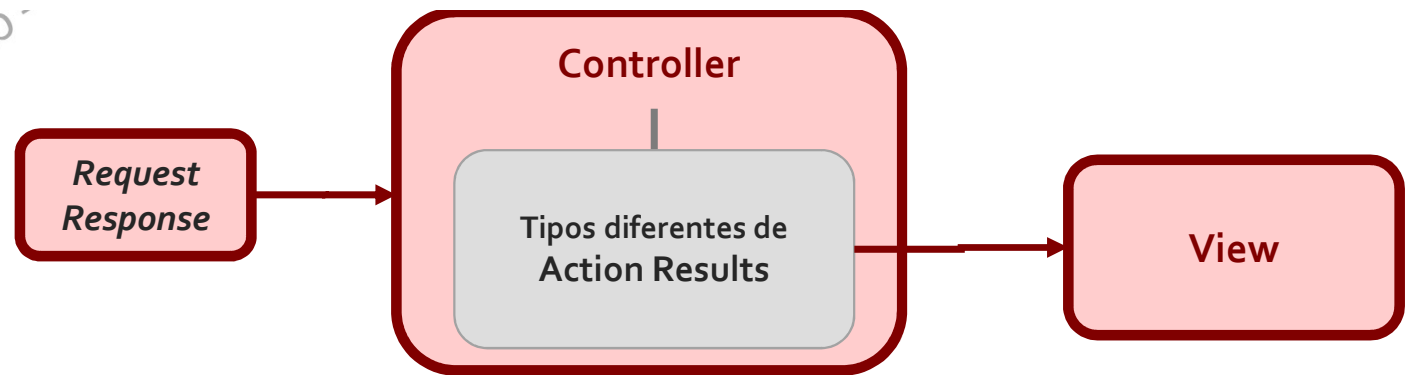 Controller
Request
Response
Tipos diferentes de
Action Results
View